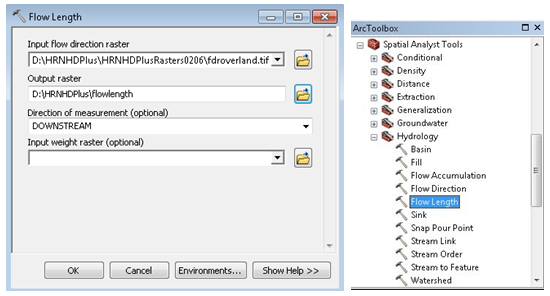 Flow Length
Input flow direction raster
D:\HRNHDPlus\HRNHDPlusRasters0206\fdroverland.tif
Output raster
D:\HRNHDPlus\flowlength
Direction of measurement (optional)
DOWNSTREAM
Input weight raster (optional)
OK
Cancel
Environments...
Show Help >>
ArcToolbox
Spatial Analyst Tools
Conditional
Density
Distance
Extraction
Generalization
Groundwater
Hydrology
Basin
Fill
Flow Accumulation
Flow Direction
Flow Length
Sink
Snap Pour Point
Stream Link
Stream Order
Stream to Feature
Watershed